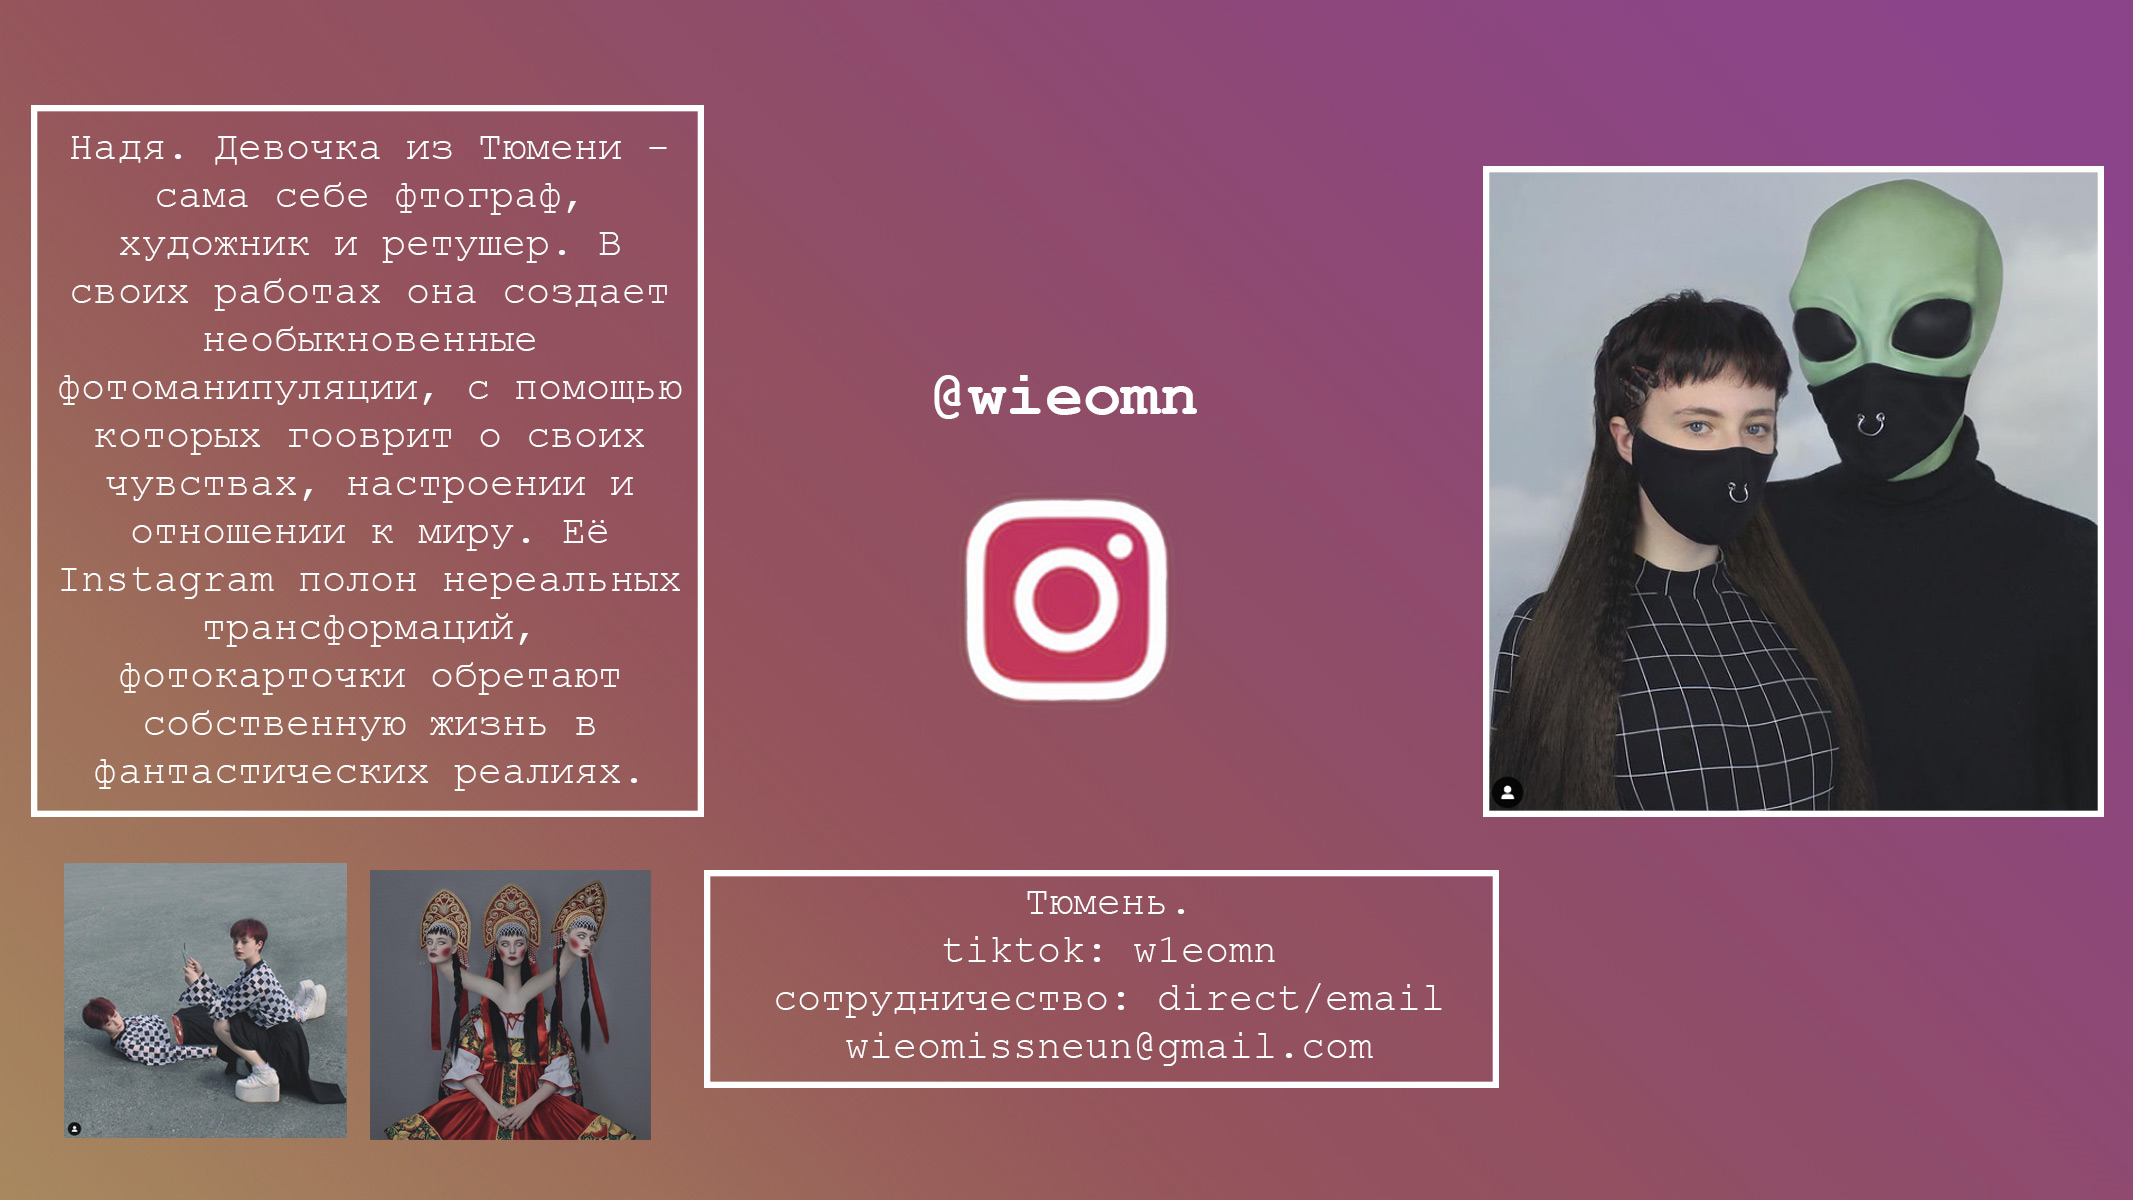 Надя. Девочка из Тюмени -
сама себе фтограф,
художник и ретушер. В
своих работах она создает
необыкновенные
фотоманипуляции, с помощью
которых гооврит о своих
чувствах, настроении и
отношении к миру. Её
Instagram полон нереальных
трансформаций,
фотокарточки обретают
собственную жизнь в
фантастических реалиях.
@wieomn
Тюмень.
tiktok: w1eomn
сотрудничество: direct/email
wieomissneun@gmail.com